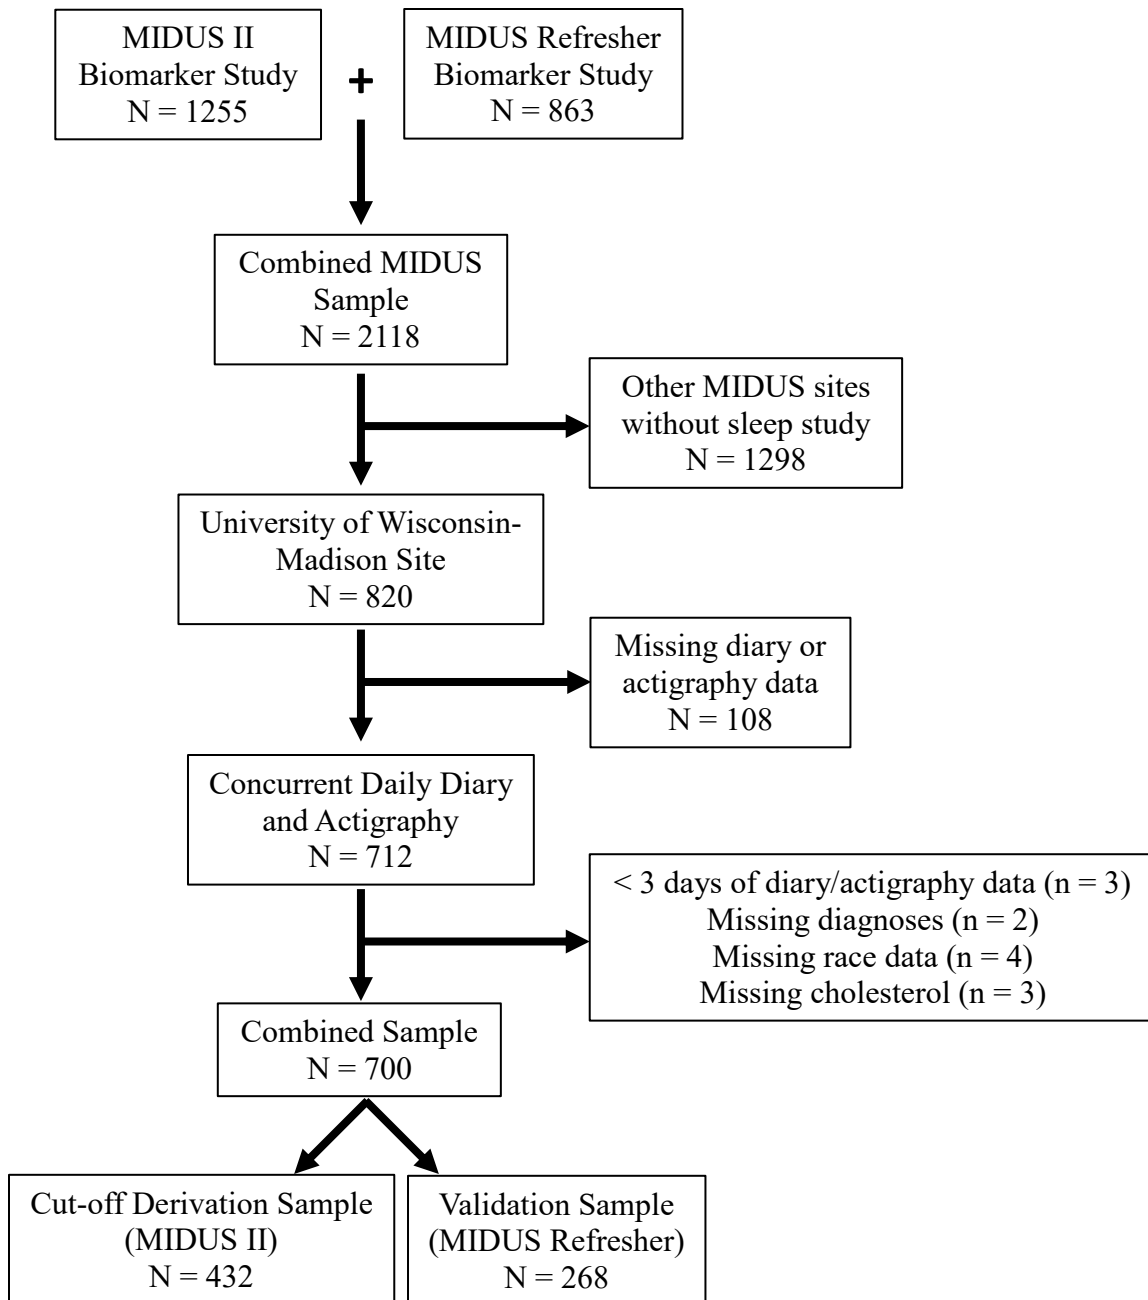 MIDUS II
Biomarker Study
N = 1255
+
MIDUS Refresher
Biomarker Study
N = 863
Combined MIDUS
Sample
N = 2118
Other MIDUS sites
without sleep study
N = 1298
University of Wisconsin-
Madison Site
N = 820
Missing diary or
actigraphy data
N = 108
Concurrent Daily Diary
and Actigraphy
N = 712
< 3 days of diary/actigraphy data (n = 3)
Missing diagnoses (n = 2)
Missing race data (n = 4)
Missing cholesterol (n = 3)
Combined Sample
N = 700
Cut-off Derivation Sample
(MIDUS II)
N = 432
Validation Sample
(MIDUS Refresher)
N = 268